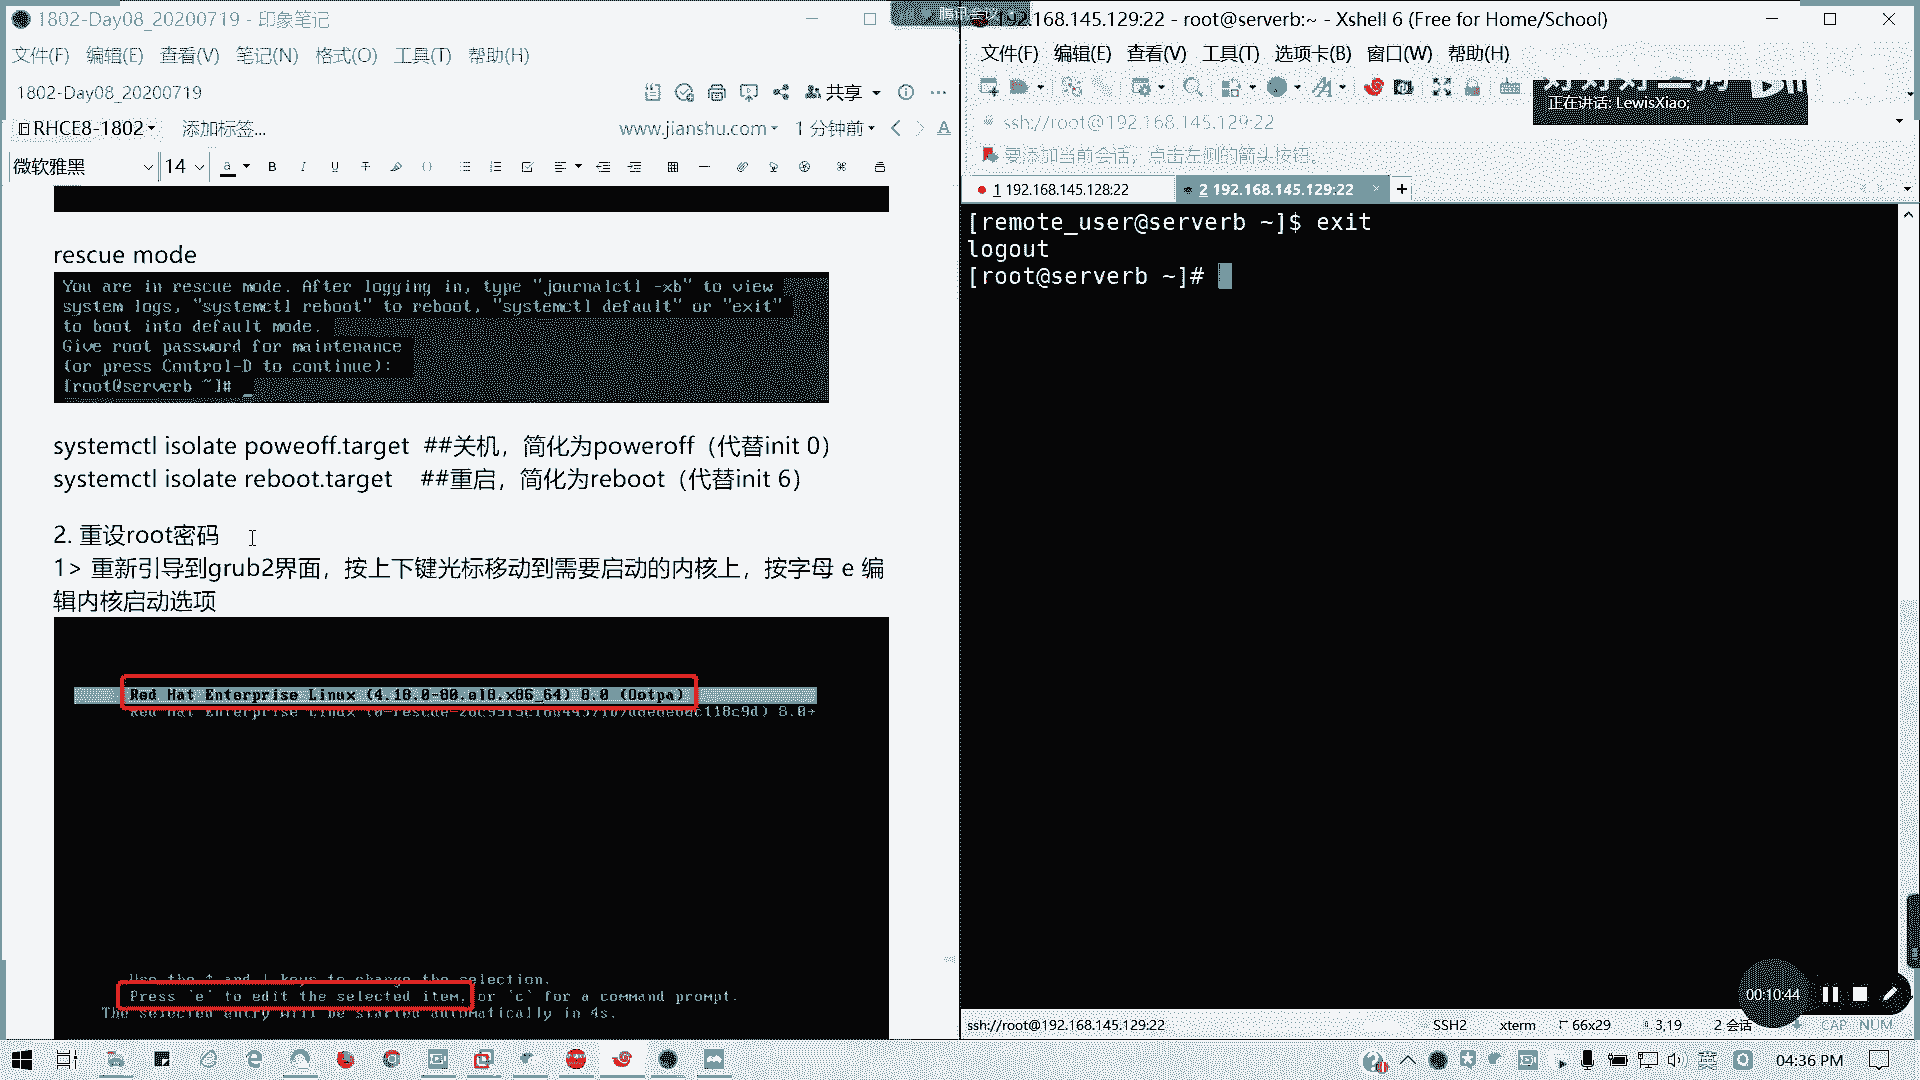 1802-Day08_20200719 - 印象笔记
文件(F) 编辑(E) 查看(V) 笔记(N) 格式(O) 工具(T) 帮助(H)
1802-Day08_20200719
共享
RHCE8-1802
添加标签...
www.jianshu.com
1 分钟前
微软雅黑
14
rescue mode
You are in rescue mode. After logging in, type "journalctl -xb" to view
system logs, "systemctl reboot" to reboot, "systemctl default" or "exit"
to boot into default mode.
Give root password for maintenance
(or press Control-D to continue):
[root@serverb ~]# _
systemctl isolate poweoff.target ##关机，简化为poweroff（代替init 0）
systemctl isolate reboot.target ##重启，简化为reboot（代替init 6）
2. 重设root密码
1> 重新引导到grub2界面，按上下键光标移动到需要启动的内核上，按字母 e 编
辑内核启动选项
Red Hat Enterprise Linux (4.18.0-80.el8.x86_64) 8.0 (Ootpa)
Use the ↑ and ↓ keys to change the selection.
Press 'e' to edit the selected item, or 'c' for a command prompt.
The selected entry will be started automatically in 4s.
腾讯会议
192.168.145.129:22 - root@serverb:~ - Xshell 6 (Free for Home/School)
文件(F) 编辑(E) 查看(V) 工具(T) 选项卡(B) 窗口(W) 帮助(H)
正在讲话: LewisXiao;
ssh://root@192.168.145.129:22
要添加当前会话，点击左侧的箭头按钮。
1 192.168.145.128:22
2 192.168.145.129:22
[remote_user@serverb ~]$ exit
logout
[root@serverb ~]#
00:10:44
ssh://root@192.168.145.129:22
SSH2
xterm
66x29
3,19
2 会话
CAP NUM
英
04:36 PM